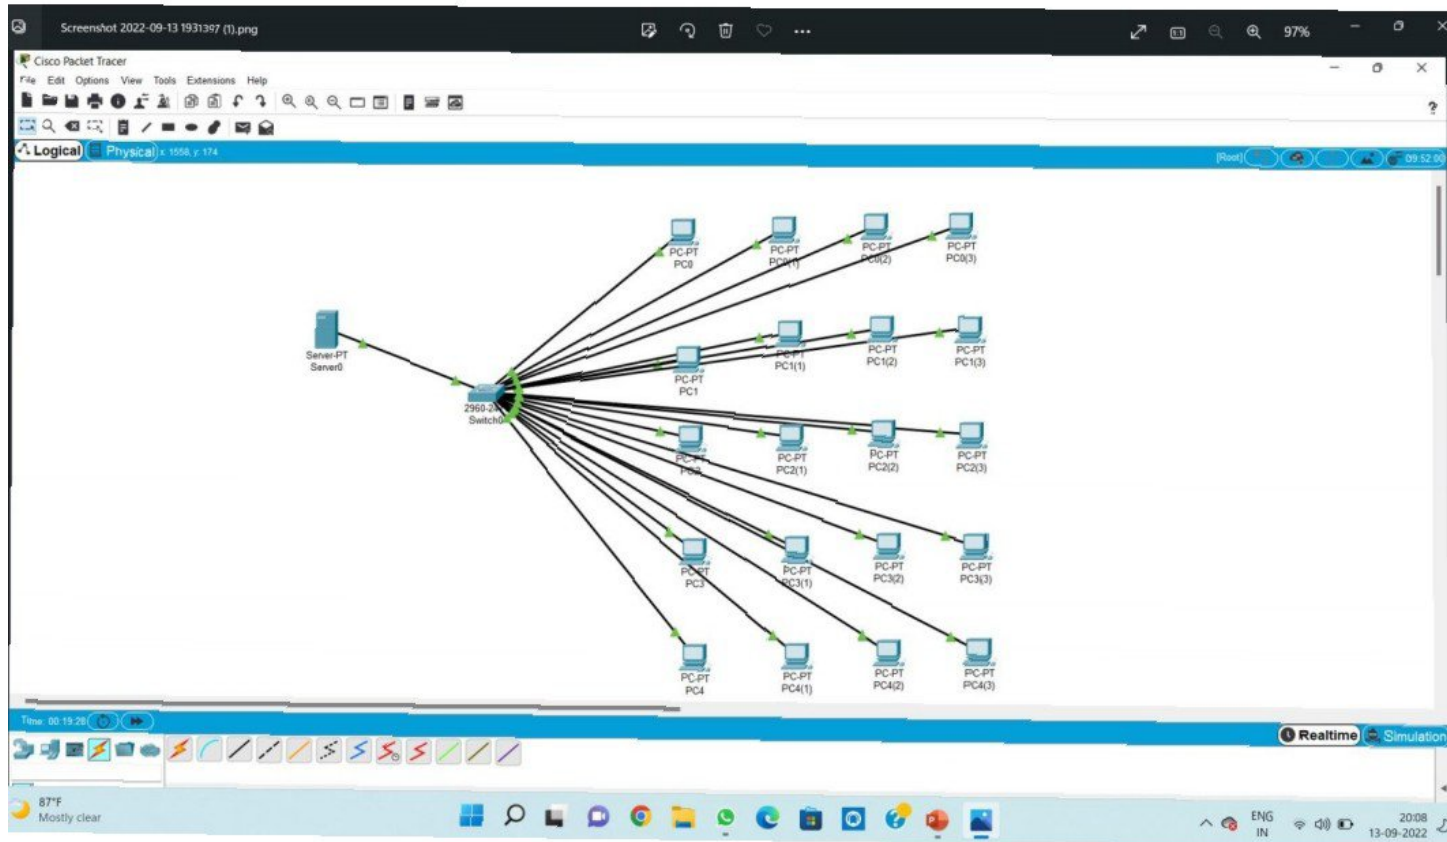 Screenshot 2022-09-13 1931397 (1).png
97%
Cisco Packet Tracer
File Edit Options View Tools Extensions Help
?
Logical Physical x: 1558, y: 174
[Root] 09:52:00
PC-PT
PC0
PC-PT
PC0(1)
PC-PT
PC0(2)
PC-PT
PC0(3)
Server-PT
Server0
PC-PT
PC1
PC-PT
PC1(1)
PC-PT
PC1(2)
PC-PT
PC1(3)
2960-24
Switch0
PC-PT
PC2
PC-PT
PC2(1)
PC-PT
PC2(2)
PC-PT
PC2(3)
PC-PT
PC3
PC-PT
PC3(1)
PC-PT
PC3(2)
PC-PT
PC3(3)
PC-PT
PC4
PC-PT
PC4(1)
PC-PT
PC4(2)
PC-PT
PC4(3)
Time: 00:19:28
Realtime Simulation
87°F
Mostly clear
ENG
IN
20:08
13-09-2022